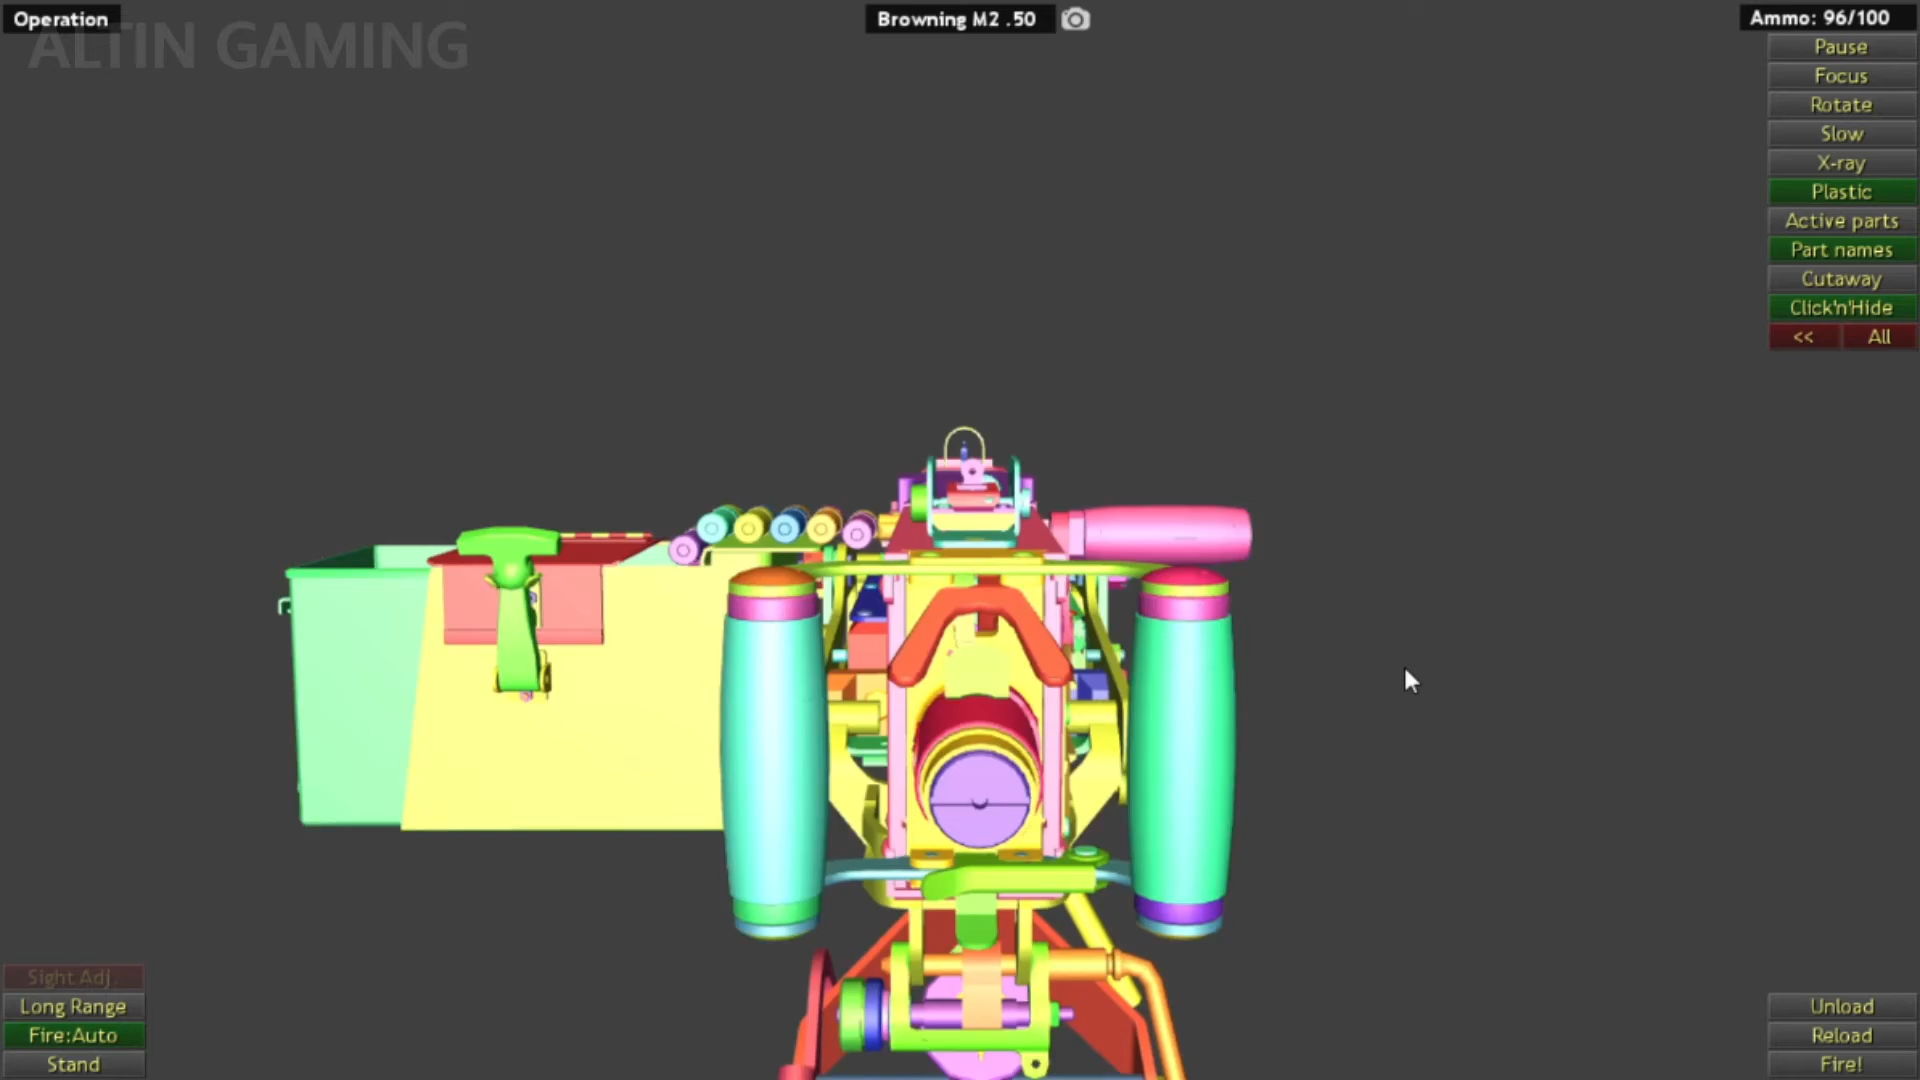 Operation
ALTIN GAMING
Browning M2 .50
Ammo: 96/100
Pause
Focus
Rotate
Slow
X-ray
Plastic
Active parts
Part names
Cutaway
Click'n'Hide
<< All
Sight Adj.
Long Range
Fire:Auto
Stand
Unload
Reload
Fire!